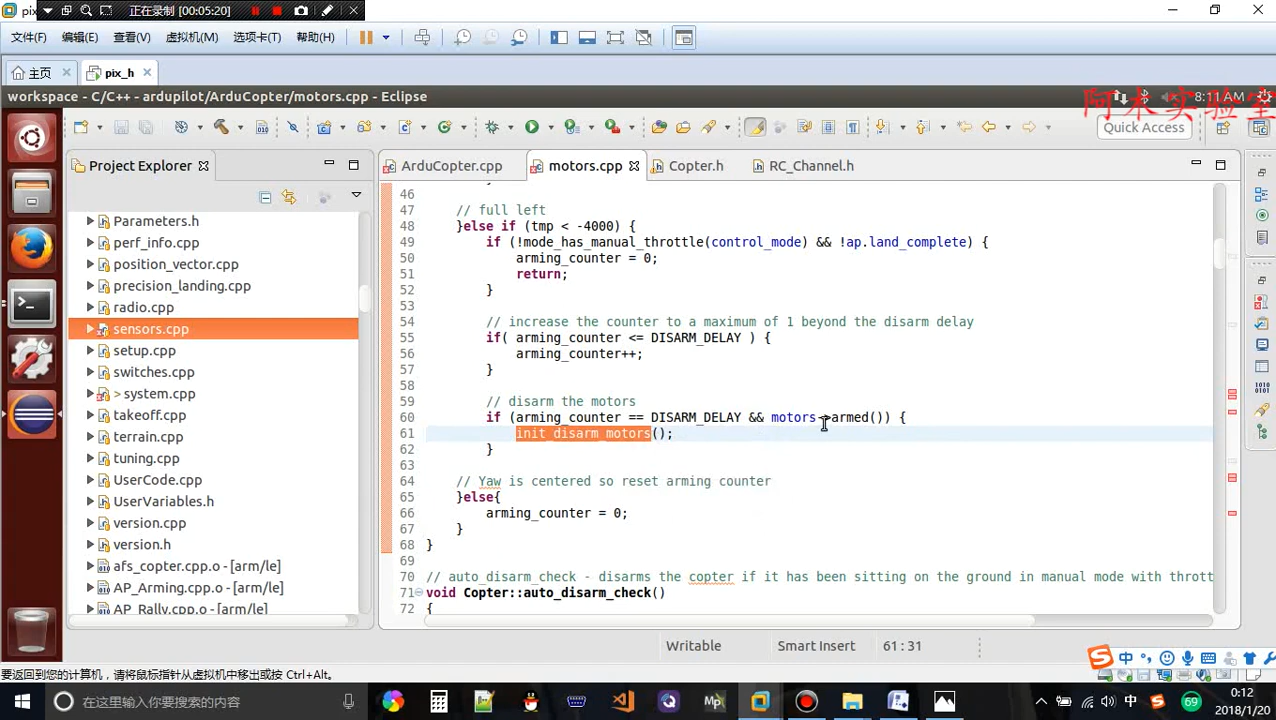 pix
正在录制 [00:05:20]
文件(F) 编辑(E) 查看(V) 虚拟机(M) 选项卡(T) 帮助(H)
主页 pix_h
workspace - C/C++ - ardupilot/ArduCopter/motors.cpp - Eclipse
8:11 AM
阿木实验室
Quick Access
Project Explorer
ArduCopter.cpp motors.cpp Copter.h RC_Channel.h
Parameters.h
perf_info.cpp
position_vector.cpp
precision_landing.cpp
radio.cpp
sensors.cpp
setup.cpp
switches.cpp
> system.cpp
takeoff.cpp
terrain.cpp
tuning.cpp
UserCode.cpp
UserVariables.h
version.cpp
version.h
afs_copter.cpp.o - [arm/le]
AP_Arming.cpp.o - [arm/le]
AP_Rally.cpp.o - [arm/le]
46
47 // full left
48 }else if (tmp < -4000) {
49 if (!mode_has_manual_throttle(control_mode) && !ap.land_complete) {
50 arming_counter = 0;
51 return;
52 }
53
54 // increase the counter to a maximum of 1 beyond the disarm delay
55 if( arming_counter <= DISARM_DELAY ) {
56 arming_counter++;
57 }
58
59 // disarm the motors
60 if (arming_counter == DISARM_DELAY && motors->armed()) {
61 init_disarm_motors();
62 }
63
64 // Yaw is centered so reset arming counter
65 }else{
66 arming_counter = 0;
67 }
68 }
69
70 // auto_disarm_check - disarms the copter if it has been sitting on the ground in manual mode with thrott
71 void Copter::auto_disarm_check()
72 {
Writable Smart Insert 61 : 31
中
要返回到您的计算机，请将鼠标指针从虚拟机中移出或按 Ctrl+Alt。
在这里输入你要搜索的内容
Mp
中
69
0:12
2018/1/20